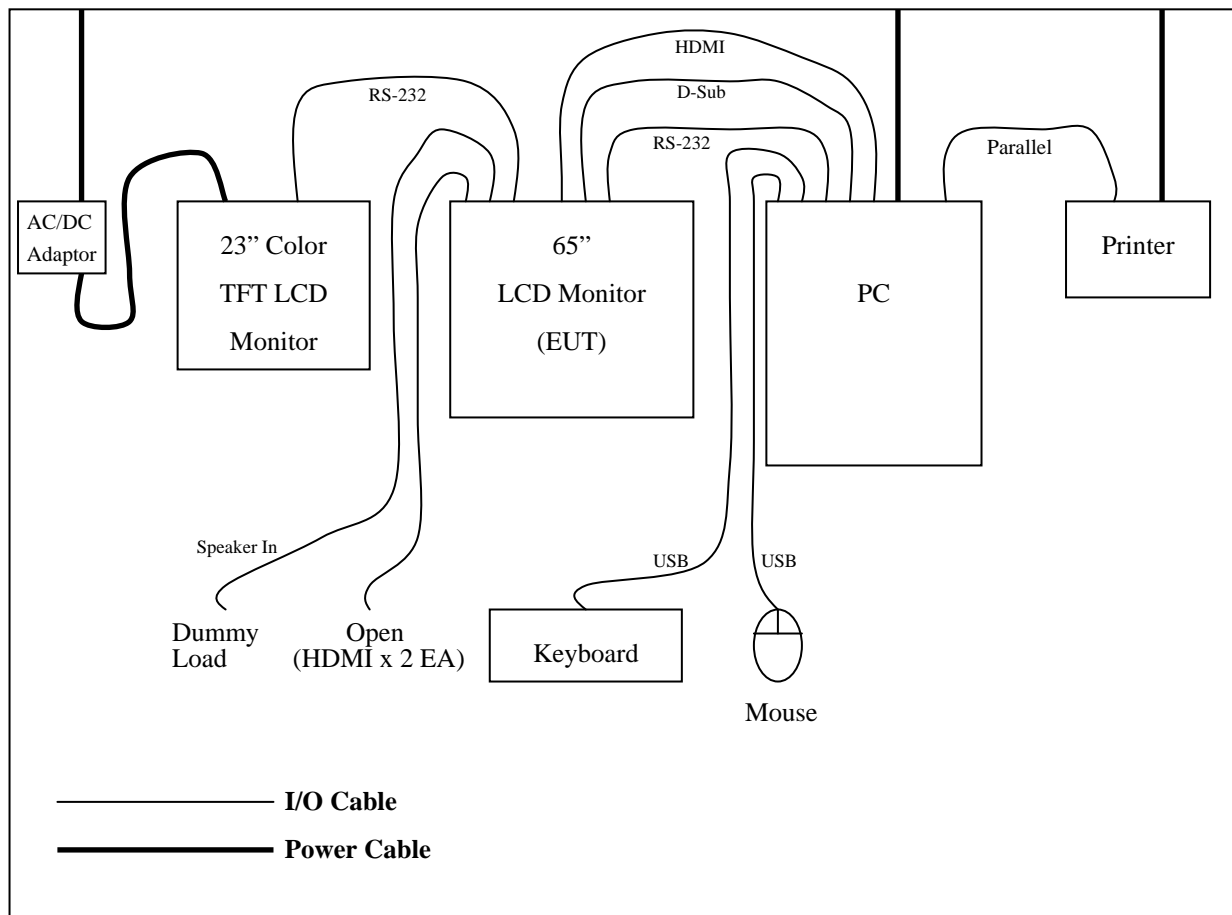 HDMI
RS-232
D-Sub
RS-232
Parallel
AC/DC
Adaptor
23” Color
TFT LCD
Monitor
65”
LCD Monitor
(EUT)
PC
Printer
Speaker In
USB
USB
Dummy
Load
Open
(HDMI x 2 EA)
Keyboard
Mouse
I/O Cable
Power Cable